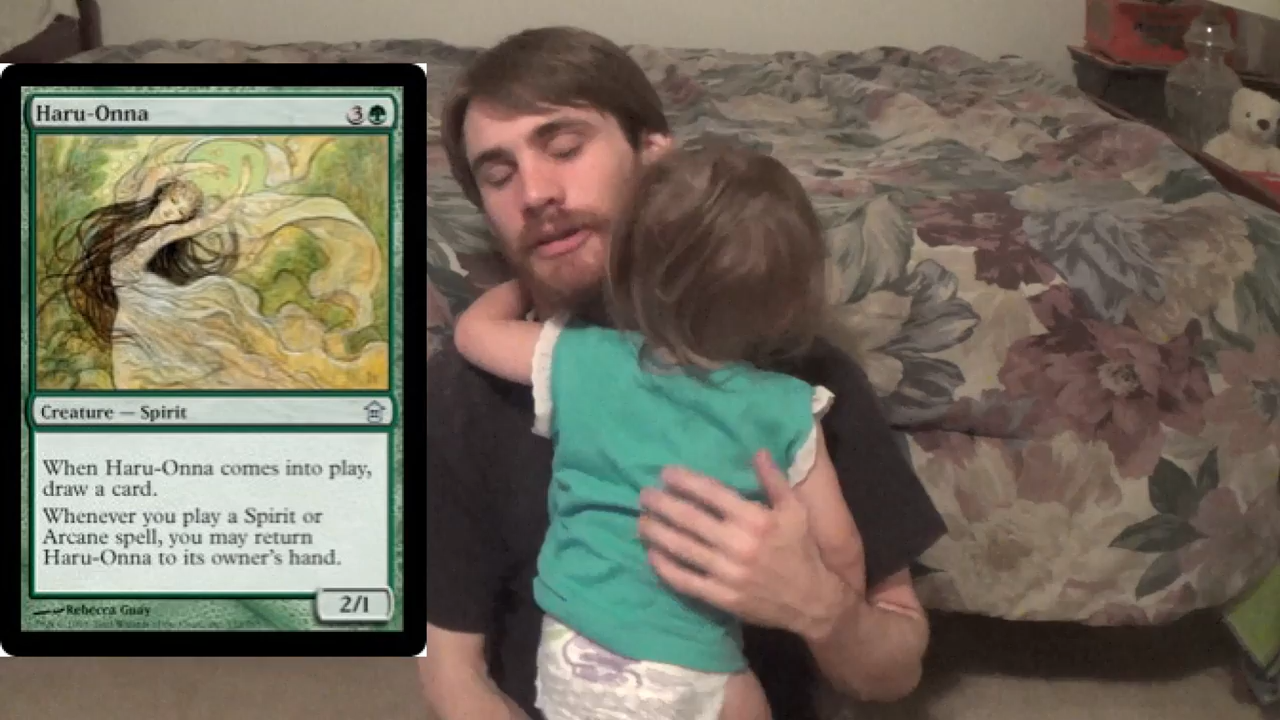 Haru-Onna 3
Creature — Spirit
When Haru-Onna comes into play,
draw a card.
Whenever you play a Spirit or
Arcane spell, you may return
Haru-Onna to its owner's hand.
2/1
Rebecca Guay